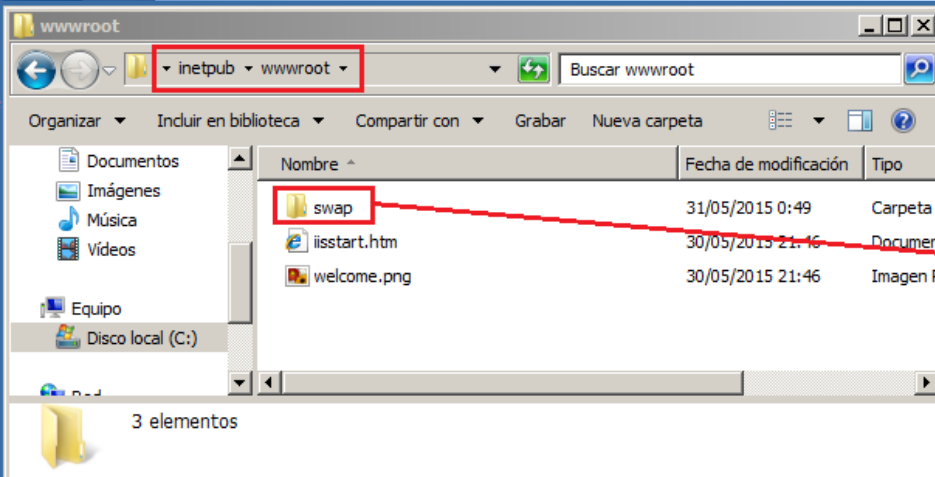 wwwroot
inetpub wwwroot Buscar wwwroot
Organizar Incluir en biblioteca Compartir con Grabar Nueva carpeta
Documentos
Imágenes
Música
Vídeos
Equipo
Disco local (C:)
Nombre Fecha de modificación Tipo
swap 31/05/2015 0:49 Carpeta
iisstart.htm 30/05/2015 21:46
welcome.png 30/05/2015 21:46 Imagen
3 elementos